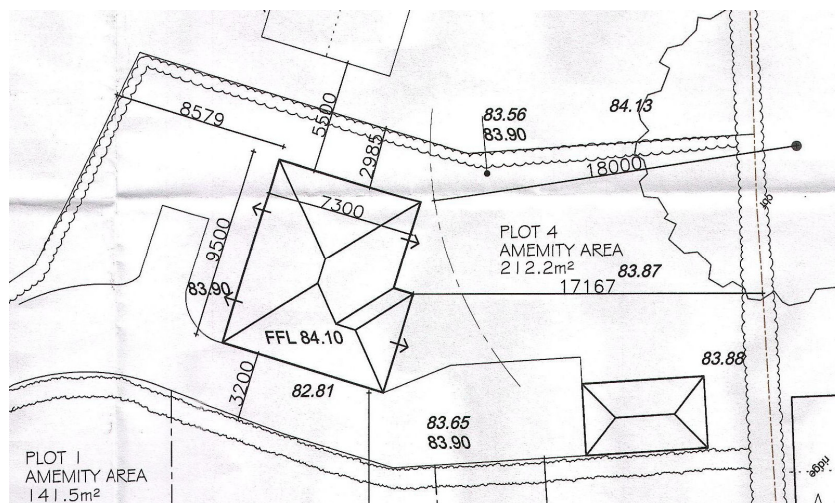 8579
5500
2985
83.56
83.90
84.13
18000
7300
9500
PLOT 4
AMEMITY AREA
212.2m²
83.87
17167
83.90
FFL 84.10
3200
82.81
83.88
83.65
83.90
PLOT 1
AMEMITY AREA
141.5m²
ridge